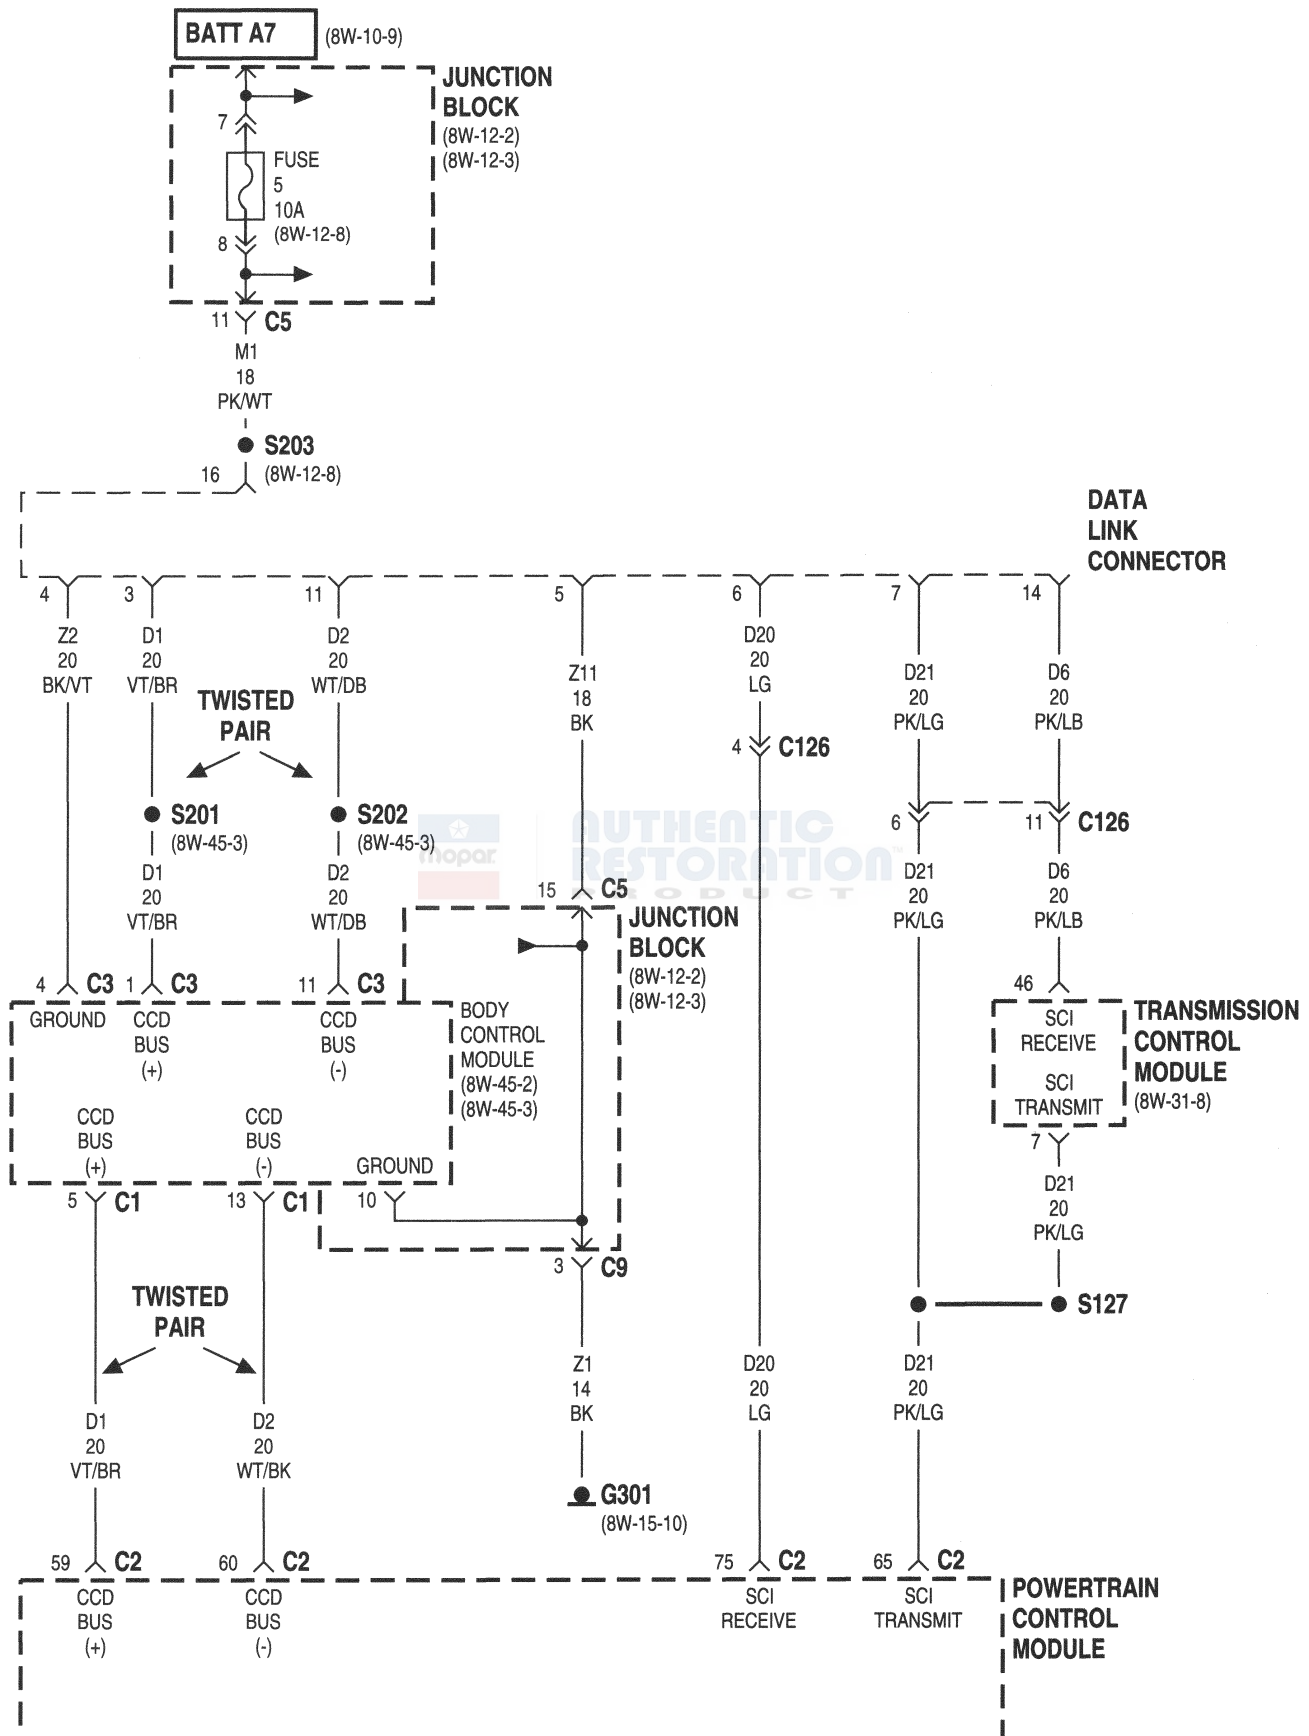 BATT A7
(8W-10-9)
JUNCTION
BLOCK
(8W-12-2)
(8W-12-3)
7
FUSE
5
10A
(8W-12-8)
8
11
C5
M1
18
PK/WT
S203
16
(8W-12-8)
DATA
LINK
CONNECTOR
4
3
11
5
6
7
14
Z2
20
BK/VT
D1
20
VT/BR
D2
20
WT/DB
Z11
18
BK
D20
20
LG
D21
20
PK/LG
D6
20
PK/LB
TWISTED
PAIR
4
C126
S201
(8W-45-3)
S202
(8W-45-3)
6
11
C126
Mopar
AUTHENTIC
RESTORATION™
PRODUCT
D1
20
VT/BR
D2
20
WT/DB
D21
20
PK/LG
D6
20
PK/LB
15
C5
JUNCTION
BLOCK
(8W-12-2)
(8W-12-3)
4
C3
1
C3
11
C3
46
GROUND
CCD
BUS
(+)
CCD
BUS
(-)
BODY
CONTROL
MODULE
(8W-45-2)
(8W-45-3)
SCI
RECEIVE
SCI
TRANSMIT
TRANSMISSION
CONTROL
MODULE
(8W-31-8)
CCD
BUS
(+)
CCD
BUS
(-)
GROUND
7
5
C1
13
C1
10
D21
20
PK/LG
3
C9
S127
TWISTED
PAIR
Z1
14
BK
D20
20
LG
D21
20
PK/LG
D1
20
VT/BR
D2
20
WT/BK
G301
(8W-15-10)
59
C2
60
C2
75
C2
65
C2
CCD
BUS
(+)
CCD
BUS
(-)
SCI
RECEIVE
SCI
TRANSMIT
POWERTRAIN
CONTROL
MODULE